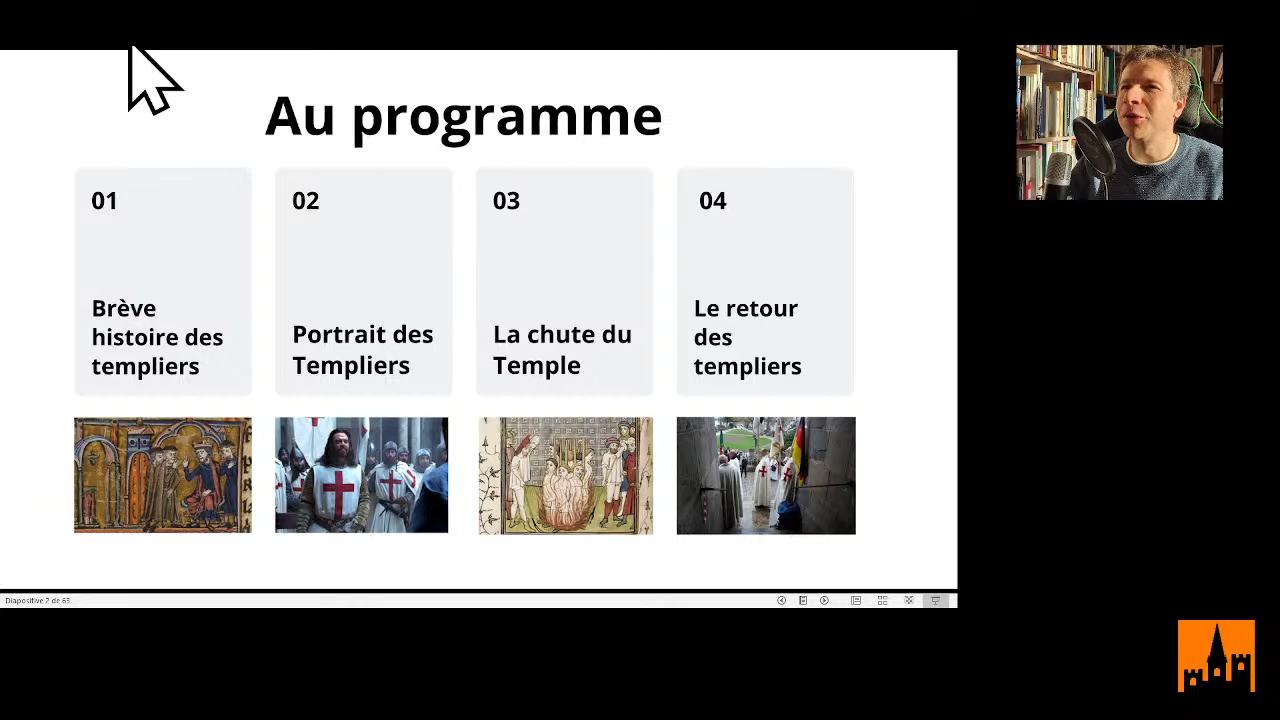 Au programme
01
Brève
histoire des
templiers
02
Portrait des
Templiers
03
La chute du
Temple
04
Le retour
des
templiers
Diapositive 2 de 63